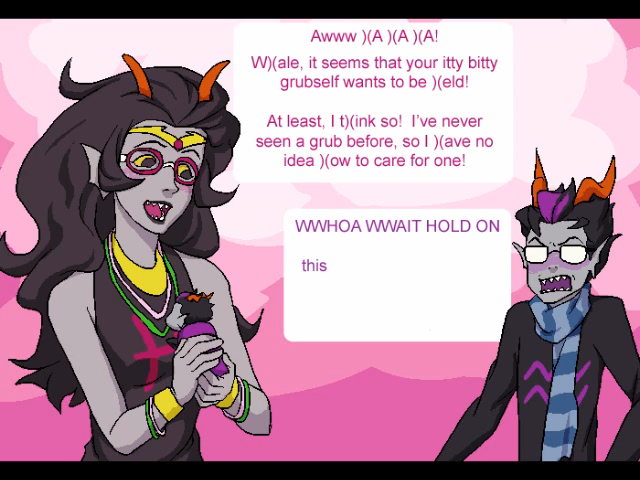 Awww )(A )(A )(A!
W)(ale, it seems that your itty bitty
grubself wants to be )(eld!
At least, I t)(ink so! I've never
seen a grub before, so I )(ave no
idea )(ow to care for one!
WWHOA WWAIT HOLD ON
this